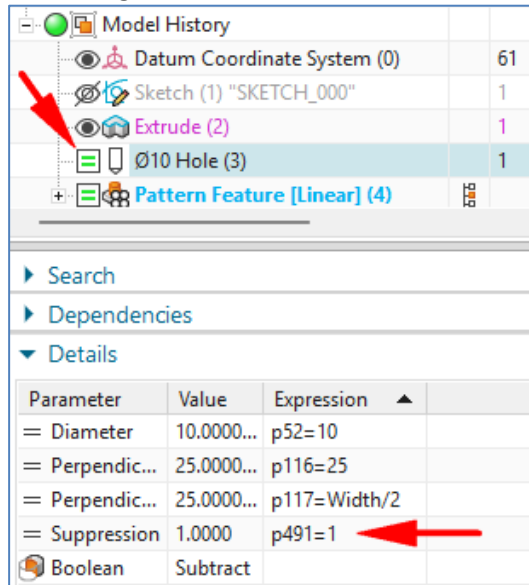 Model History
Datum Coordinate System (0) 61
Sketch (1) "SKETCH_000" 1
Extrude (2) 1
Ø10 Hole (3) 1
Pattern Feature [Linear] (4)
Search
Dependencies
Details
Parameter Value Expression
= Diameter 10.0000... p52=10
= Perpendic... 25.0000... p116=25
= Perpendic... 25.0000... p117=Width/2
= Suppression 1.0000 p491=1
Boolean Subtract